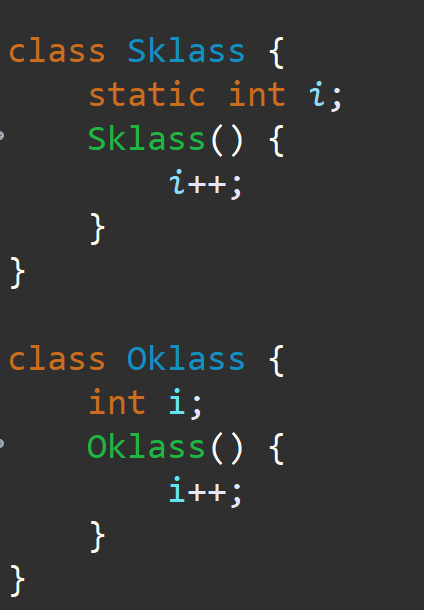 class Sklass {
    static int i;
    Sklass() {
        i++;
    }
}

class Oklass {
    int i;
    Oklass() {
        i++;
    }
}